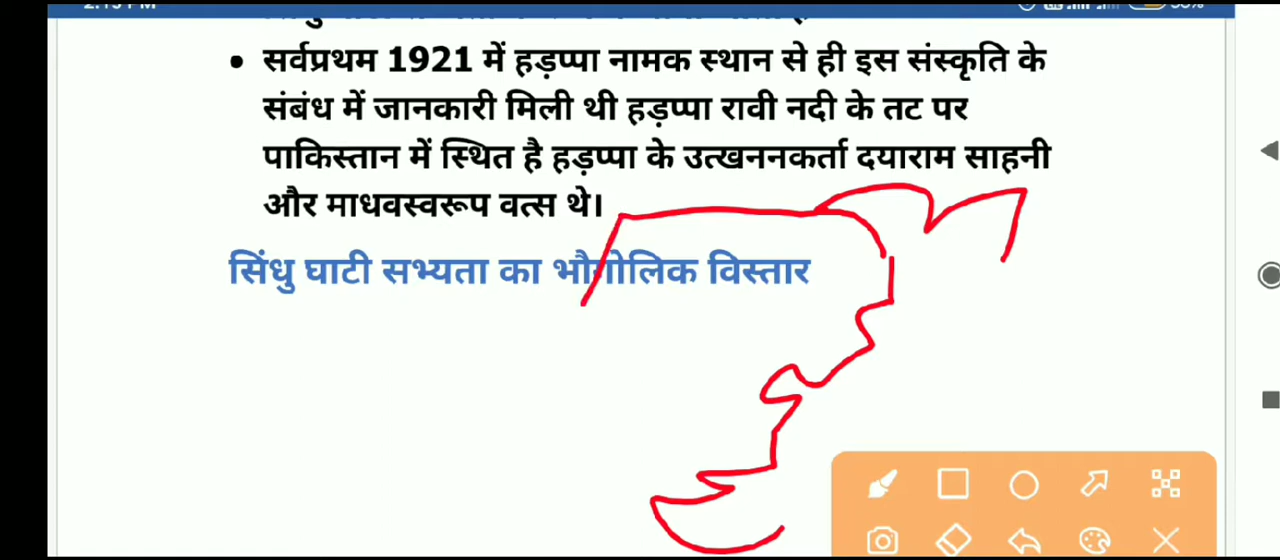 सर्वप्रथम 1921 में हड़प्पा नामक स्थान से ही इस संस्कृति के
संबंध में जानकारी मिली थी हड़प्पा रावी नदी के तट पर
पाकिस्तान में स्थित है हड़प्पा के उत्खननकर्ता दयाराम साहनी
और माधवस्वरूप वत्स थे।
सिंधु घाटी सभ्यता का भौगोलिक विस्तार